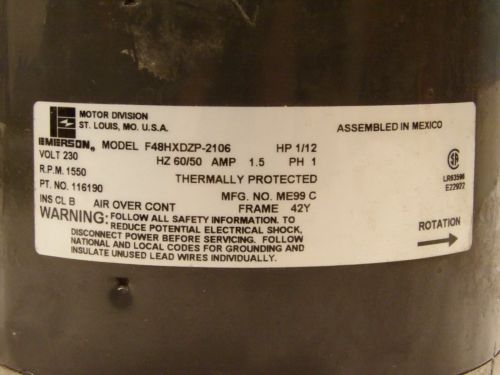 MOTOR DIVISION
ST. LOUIS, MO. U.S.A.
ASSEMBLED IN MEXICO
EMERSON® MODEL F48HXDZP-2106 HP 1/12
VOLT 230 HZ 60/50 AMP 1.5 PH 1
R.P.M. 1550 THERMALLY PROTECTED
PT. NO. 116190 MFG. NO. ME99 C
INS CL B AIR OVER CONT FRAME 42Y
LR93596
E22922
WARNING: FOLLOW ALL SAFETY INFORMATION. TO
REDUCE POTENTIAL ELECTRICAL SHOCK,
DISCONNECT POWER BEFORE SERVICING. FOLLOW
NATIONAL AND LOCAL CODES FOR GROUNDING AND
INSULATE UNUSED LEAD WIRES INDIVIDUALLY.
ROTATION